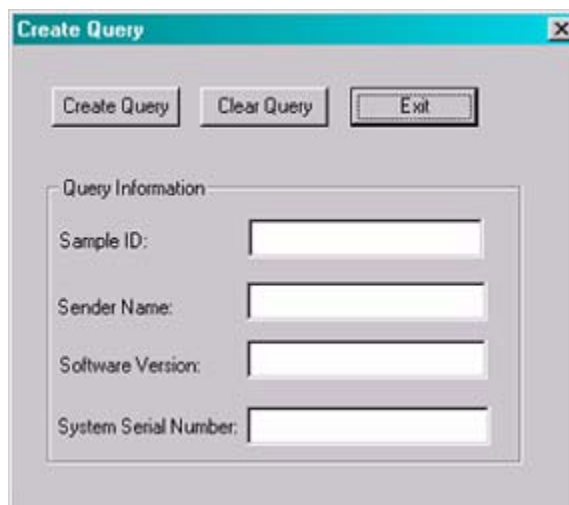 Create Query
Create Query Clear Query Exit
Query Information
Sample ID:
Sender Name:
Software Version:
System Serial Number: